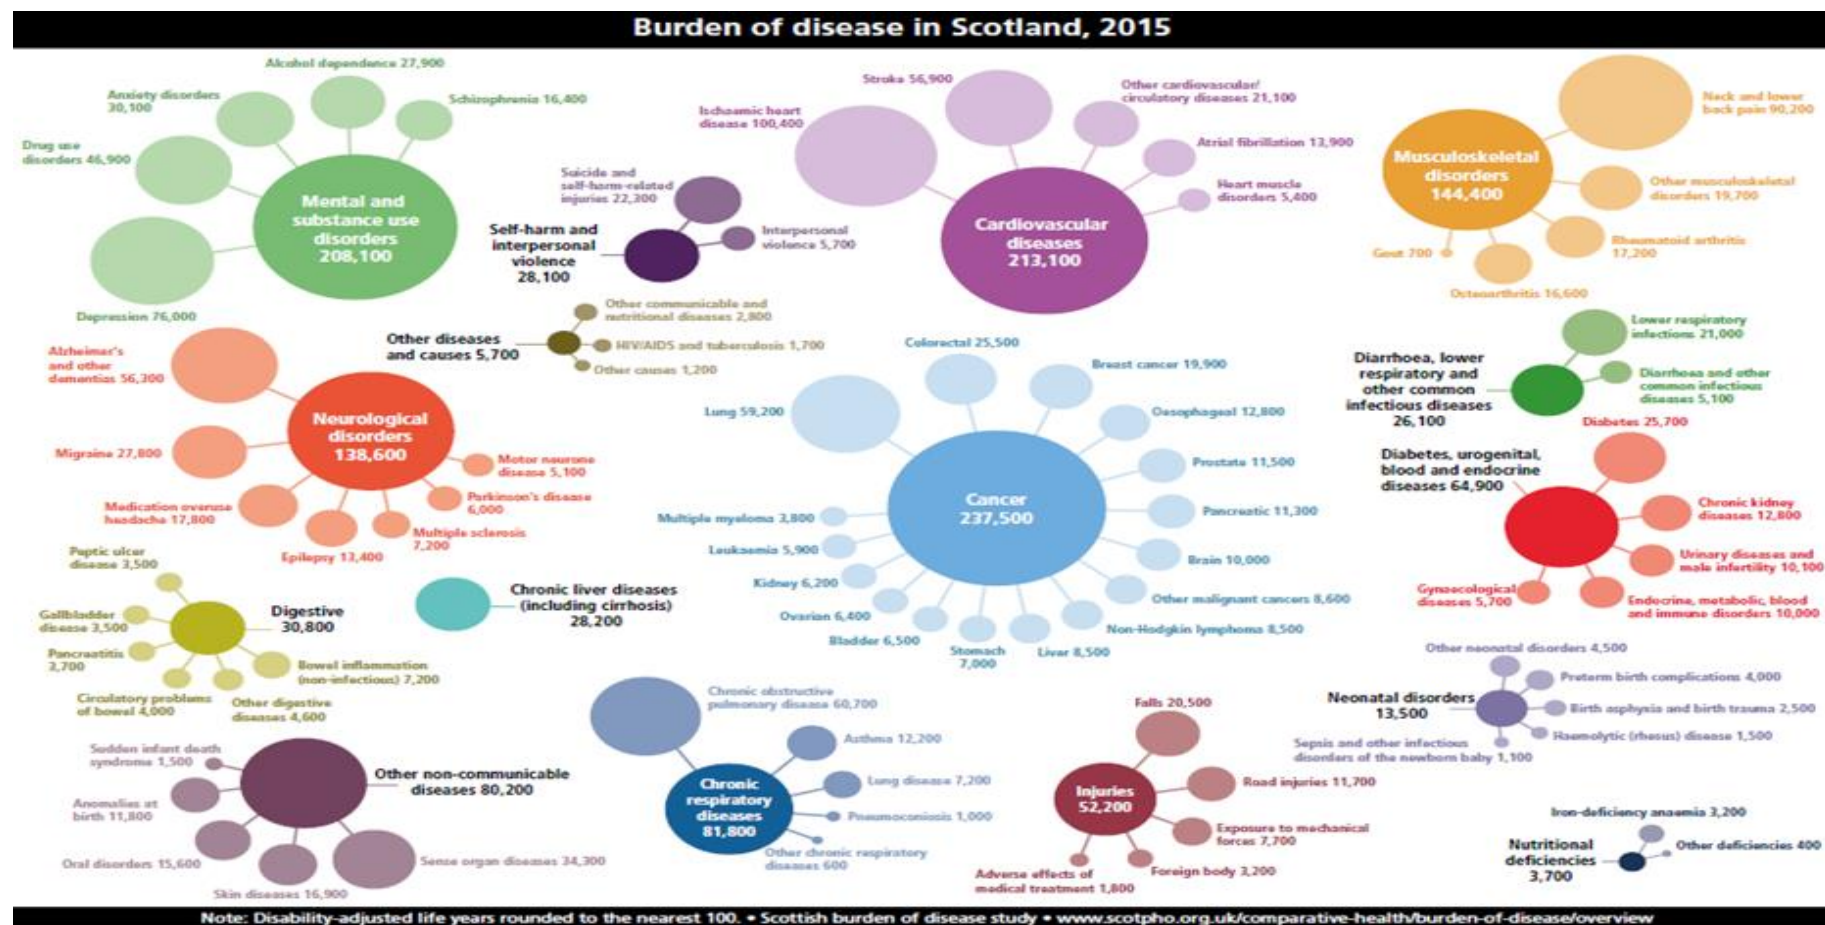 Burden of disease in Scotland, 2015
Alcohol dependence 27,900
Anxiety disorders
30,100
Schizophrenia 16,400
Drug use
disorders 46,900
Mental and
substance use
disorders
208,100
Depression 76,000
Suicide and
self-harm-related
injuries 22,300
Self-harm and
interpersonal
violence
28,100
Interpersonal
violence 5,700
Stroke 56,900
Ischaemic heart
disease 100,400
Other cardiovascular/
circulatory diseases 21,100
Atrial fibrillation 13,900
Heart muscle
disorders 5,400
Cardiovascular
diseases
213,100
Neck and lower
back pain 90,200
Musculoskeletal
disorders
144,400
Other musculoskeletal
disorders 19,700
Rheumatoid arthritis
17,200
Gout 700
Osteoarthritis 16,600
Other communicable and
nutritional diseases 2,800
Other diseases
and causes 5,700
HIV/AIDS and tuberculosis 1,700
Other causes 1,200
Alzheimer's
and other
dementias 56,300
Neurological
disorders
138,600
Migraine 27,800
Motor neurone
disease 5,100
Parkinson's disease
6,000
Medication overuse
headache 17,800
Multiple sclerosis
7,200
Epilepsy 13,400
Colorectal 25,500
Breast cancer 19,900
Lung 59,200
Oesophageal 12,800
Prostate 11,500
Cancer
237,500
Pancreatic 11,300
Multiple myeloma 3,800
Leukaemia 5,900
Brain 10,000
Kidney 6,200
Other malignant cancers 8,600
Ovarian 6,400
Non-Hodgkin lymphoma 8,500
Bladder 6,500
Stomach
7,000
Liver 8,500
Lower respiratory
infections 21,000
Diarrhoea, lower
respiratory and
other common
infectious diseases
26,100
Diarrhoea and other
common infectious
diseases 5,100
Diabetes 25,700
Diabetes, urogenital,
blood and endocrine
diseases 64,900
Chronic kidney
diseases 12,800
Urinary diseases and
male infertility 10,100
Gynaecological
diseases 5,700
Endocrine, metabolic, blood
and immune disorders 10,000
Peptic ulcer
disease 3,500
Gallbladder
disease 3,500
Digestive
30,800
Pancreatitis
3,700
Bowel inflammation
(non-infectious) 7,200
Circulatory problems
of bowel 4,000
Other digestive
diseases 4,600
Chronic liver diseases
(including cirrhosis)
28,200
Other neonatal disorders 4,500
Preterm birth complications 4,000
Neonatal disorders
13,500
Birth asphyxia and birth trauma 2,500
Haemolytic (rhesus) disease 1,500
Sepsis and other infectious
disorders of the newborn baby 1,100
Sudden infant death
syndrome 1,500
Other non-communicable
diseases 80,200
Anomalies at
birth 11,800
Oral disorders 15,600
Sense organ diseases 34,300
Skin diseases 16,900
Chronic obstructive
pulmonary disease 60,700
Asthma 12,200
Lung disease 7,200
Chronic
respiratory
diseases
81,800
Pneumoconiosis 1,000
Other chronic respiratory
diseases 600
Falls 20,500
Injuries
52,200
Road injuries 11,700
Exposure to mechanical
forces 7,700
Adverse effects of
medical treatment 1,800
Foreign body 3,200
Iron-deficiency anaemia 3,200
Nutritional
deficiencies
3,700
Other deficiencies 400
Note: Disability-adjusted life years rounded to the nearest 100. • Scottish burden of disease study • www.scotpho.org.uk/comparative-health/burden-of-disease/overview